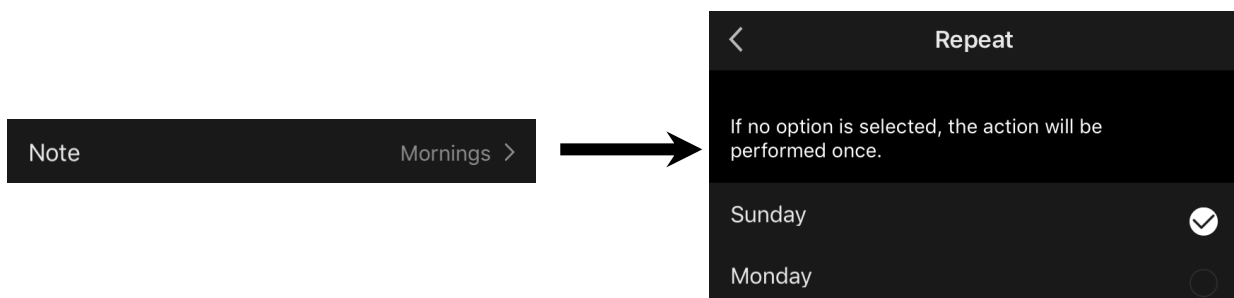 Note Mornings
Repeat
If no option is selected, the action will be
performed once.
Sunday
Monday